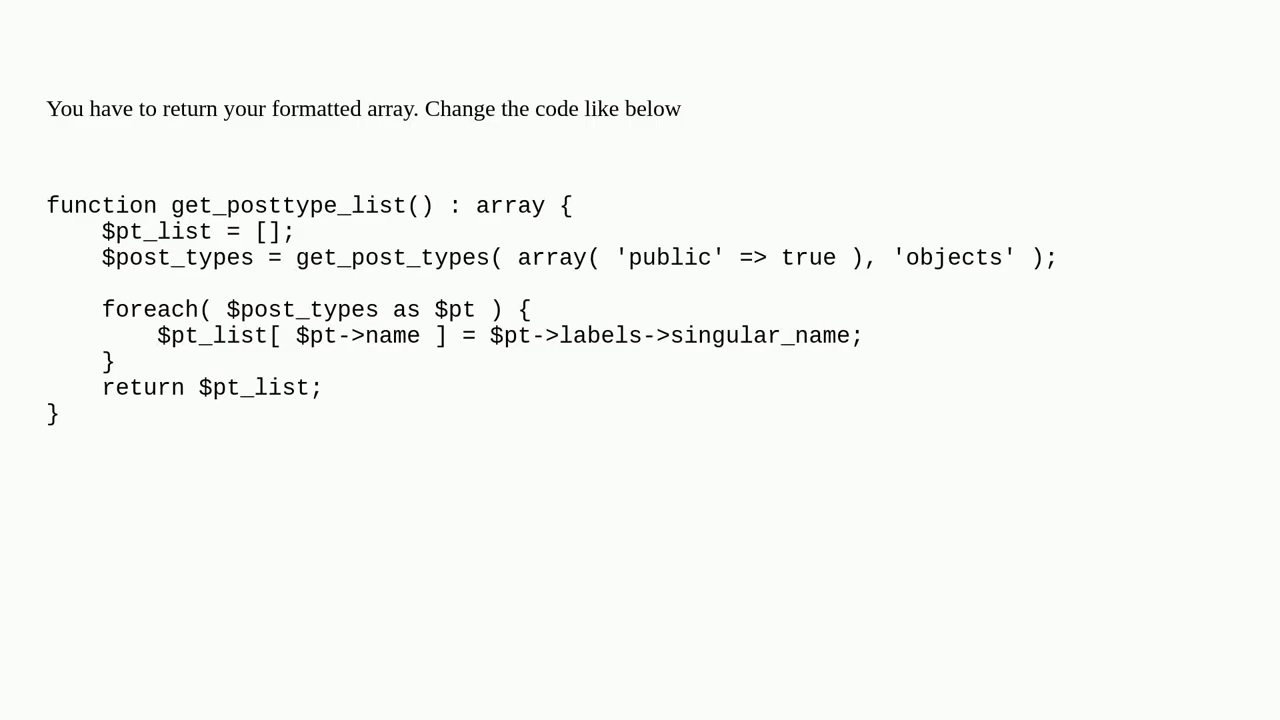 You have to return your formatted array. Change the code like below
function get_posttype_list() : array {
    $pt_list = [];
    $post_types = get_post_types( array( 'public' => true ), 'objects' );
    foreach( $post_types as $pt ) {
        $pt_list[ $pt->name ] = $pt->labels->singular_name;
    }
    return $pt_list;
}